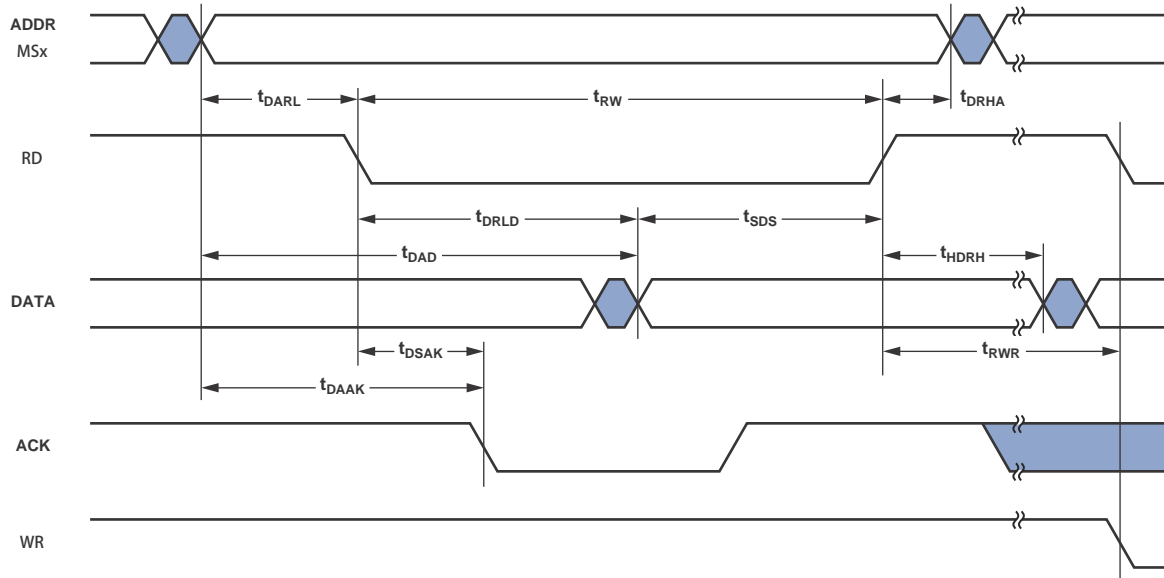 ADDR
MSx
tDARL
tRW
tDRHA
RD
tDRLD
tSDS
tDAD
tHDRH
DATA
tDSAK
tRWR
tDAAK
ACK
WR